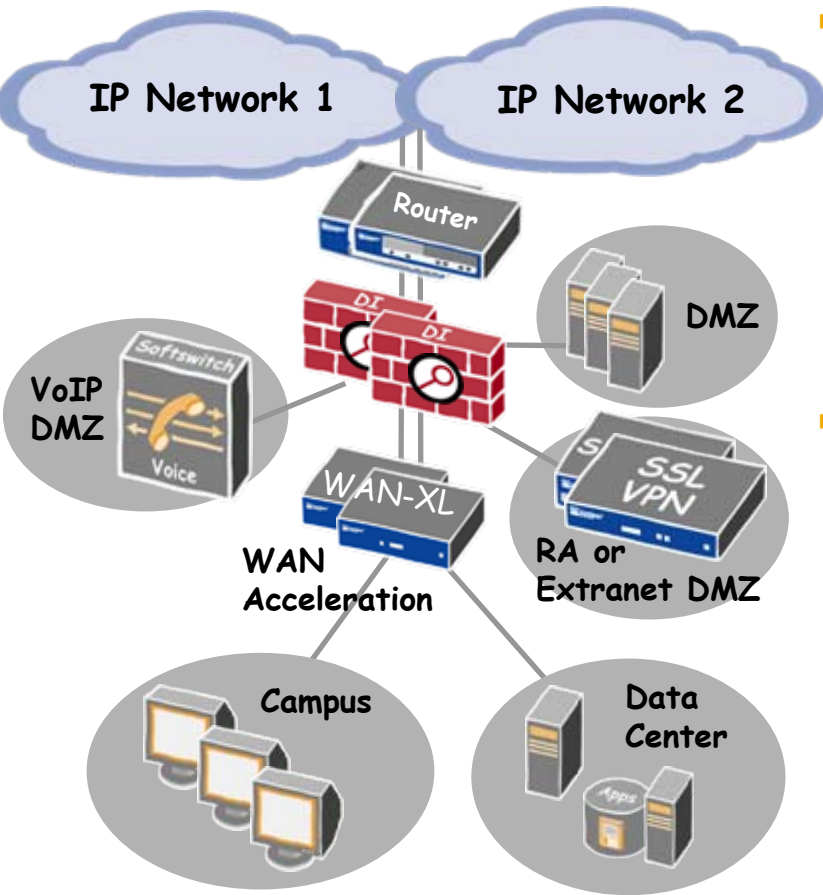 IP Network 1
IP Network 2
Router
DI
DI
DMZ
Softswitch
VoIP
DMZ
Voice
S
SSL
VPN
WAN-XL
RA or
Extranet DMZ
WAN
Acceleration
Campus
Data
Center
Apps